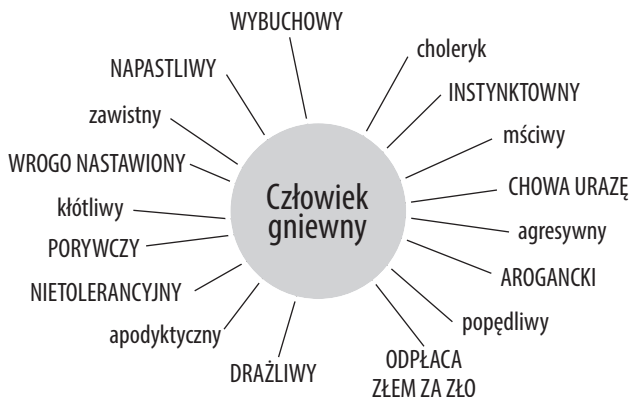 WYBUCHOWY
choleryk
NAPASTLIWY
INSTYNKTOWNY
zawistny
mściwy
WROGO NASTAWIONY
CHOWA URAZĘ
Człowiek
gniewny
kłótliwy
agresywny
PORYWCZY
AROGANCKI
NIETOLERANCYJNY
popędliwy
apodyktyczny
DRAŻLIWY
ODPŁACA
ZŁEM ZA ZŁO